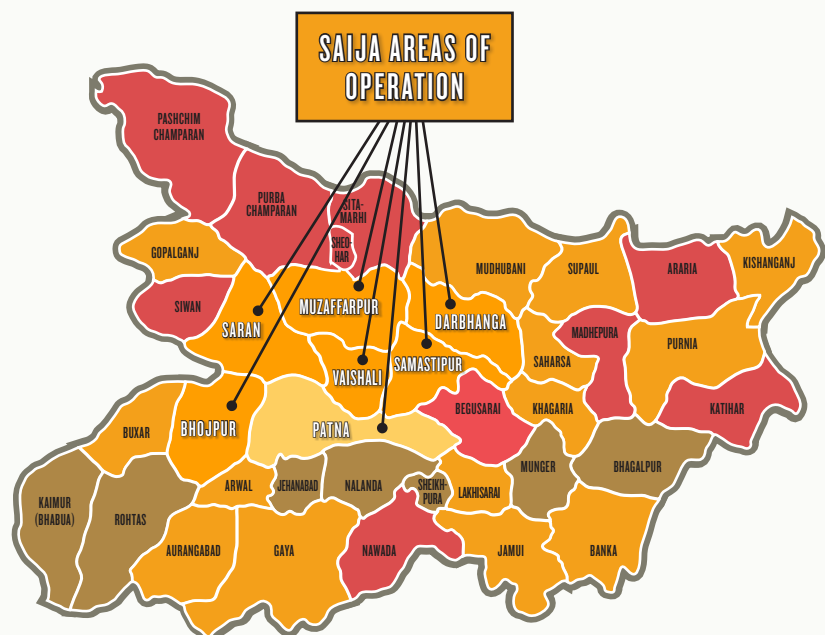 SAIJA AREAS OF
OPERATION
PASHCHIM
CHAMPARAN
PURBA
CHAMPARAN
SITA-
MARHI
SHEO-
HAR
GOPALGANJ
SIWAN
SARAN
MUZAFFARPUR
MUDHUBANI
SUPAUL
ARARIA
KISHANGANJ
DARBHANGA
MADHEPURA
PURNIA
VAISHALI
SAMASTIPUR
SAHARSA
BUXAR
BHOJPUR
PATNA
BEGUSARAI
KHAGARIA
KATIHAR
KAIMUR
(BHABUA)
ROHTAS
ARWAL
JEHANABAD
NALANDA
SHEIKH-
PURA
LAKHISARAI
MUNGER
BHAGALPUR
AURANGABAD
GAYA
NAWADA
JAMUI
BANKA